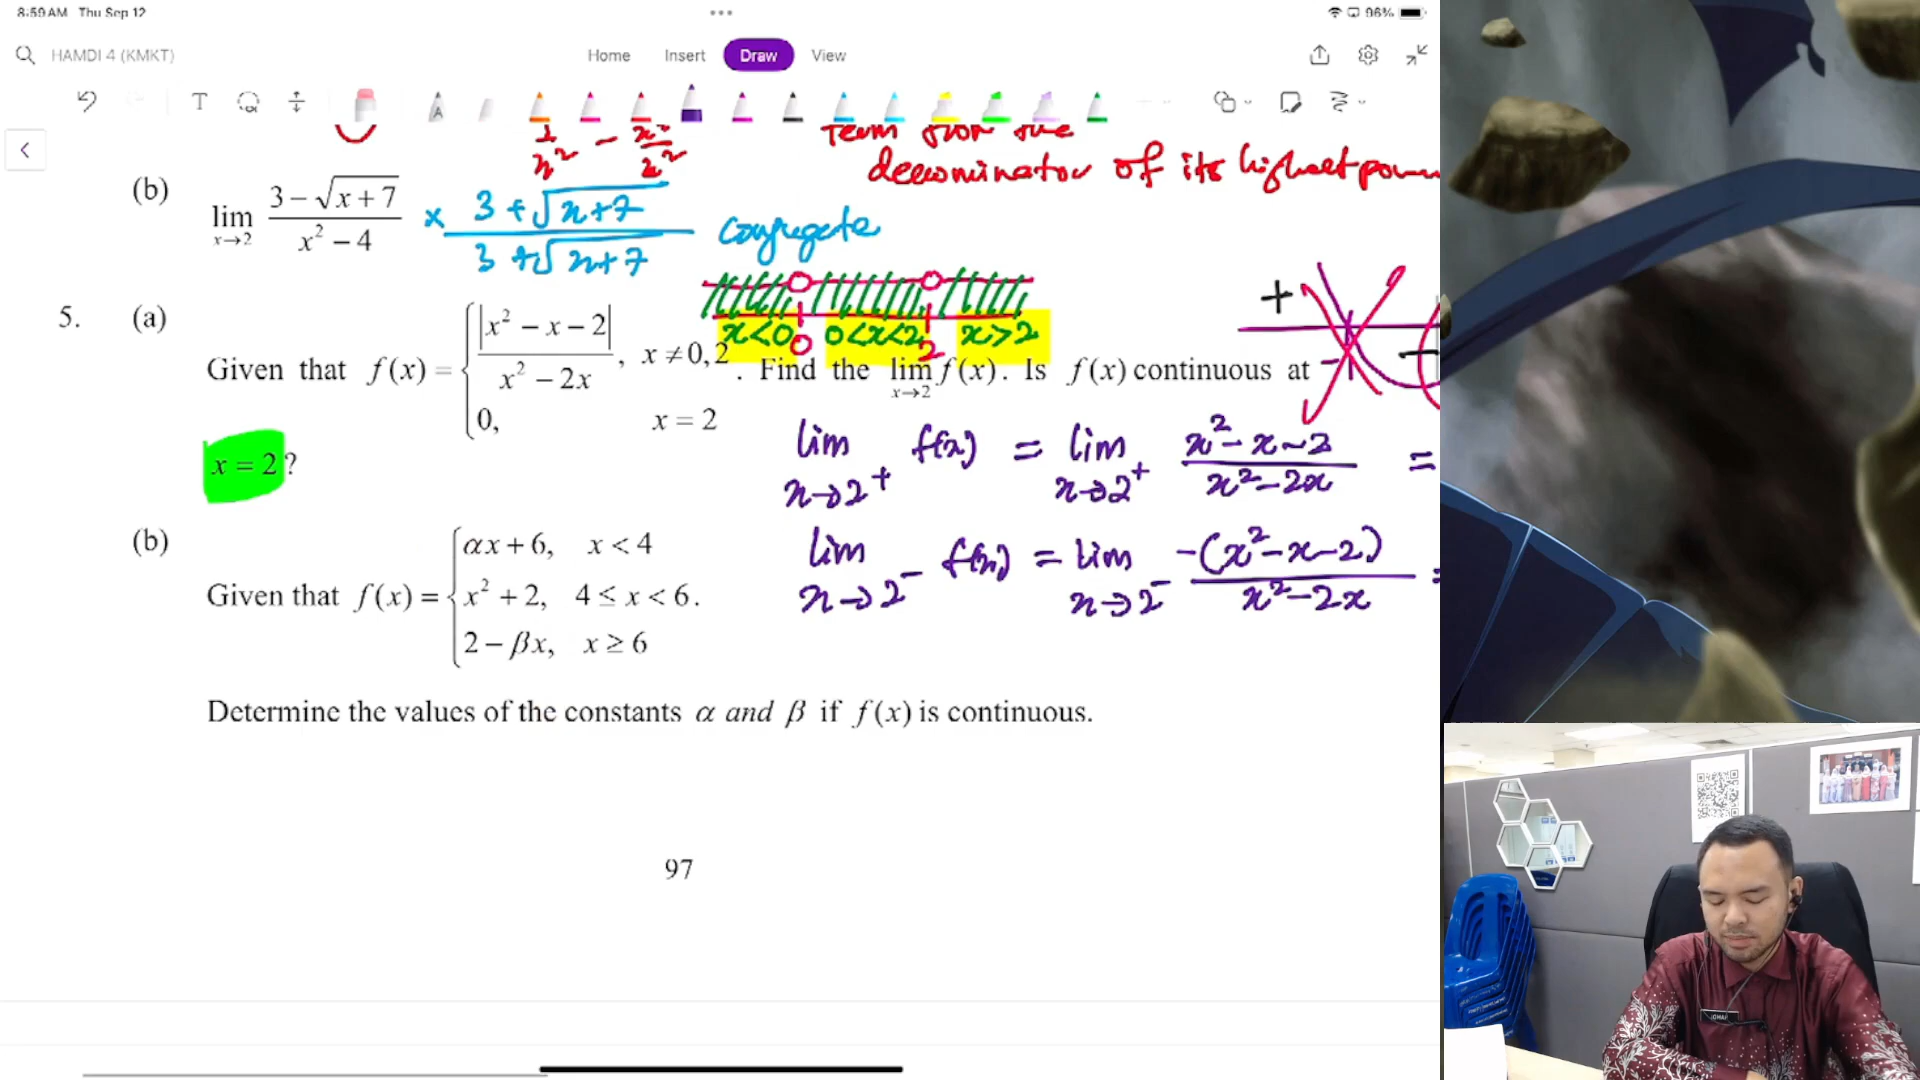 8:59 AM Thu Sep 12
96%
HAMDI 4 (KMKT)
Home Insert Draw View
T
Term from the
denominator of its highest power
(b) lim x→2 (3 − √(x + 7)) / (x² − 4) × (3 + √(x+7)) / (3 + √(x+7)) conjugate
x<0 0<x<2 x>2
0 2
+ −
5. (a) Given that f(x) = { |x² − x − 2| / (x² − 2x), x ≠ 0, 2
0, x = 2
. Find the lim x→2 f(x). Is f(x) continuous at
x = 2 ?
lim x→2⁺ f(x) = lim x→2⁺ (x² − x − 2) / (x² − 2x) =
lim x→2⁻ f(x) = lim x→2⁻ −(x² − x − 2) / (x² − 2x) =
(b) Given that f(x) = { αx + 6, x < 4
x² + 2, 4 ≤ x < 6.
2 − βx, x ≥ 6
Determine the values of the constants α and β if f(x) is continuous.
97